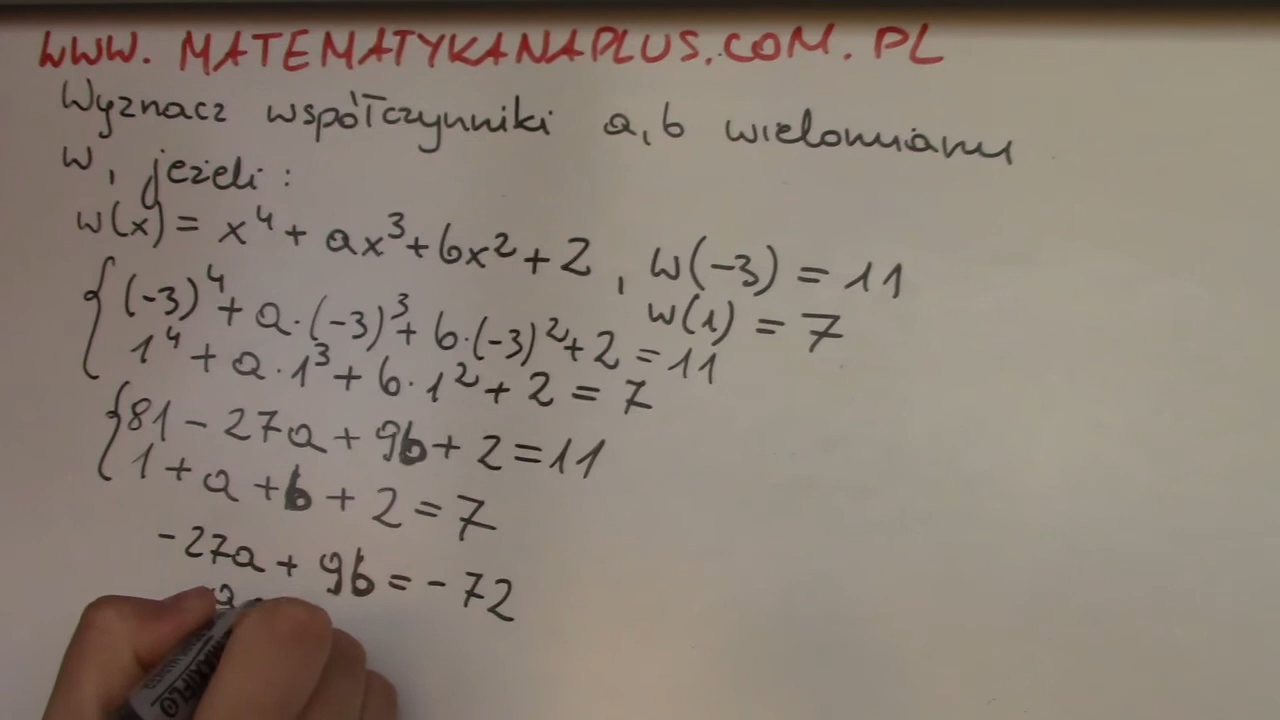 WWW.MATEMATYKANAPLUS.COM.PL
Wyznacz współczynniki a,b wielomianu
W, jeżeli:
W(x) = x⁴ + ax³ + bx² + 2, W(-3) = 11
W(1) = 7
(-3)⁴ + a·(-3)³ + b·(-3)² + 2 = 11
1⁴ + a·1³ + b·1² + 2 = 7
81 - 27a + 9b + 2 = 11
1 + a + b + 2 = 7
-27a + 9b = -72
a